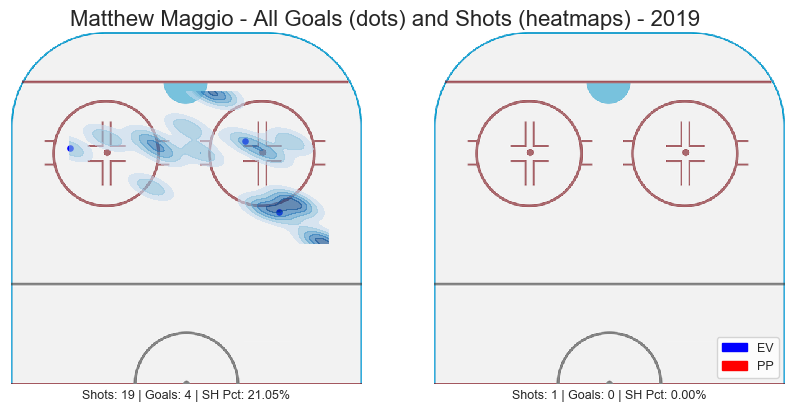 Matthew Maggio - All Goals (dots) and Shots (heatmaps) - 2019
EV
PP
Shots: 19 | Goals: 4 | SH Pct: 21.05%
Shots: 1 | Goals: 0 | SH Pct: 0.00%